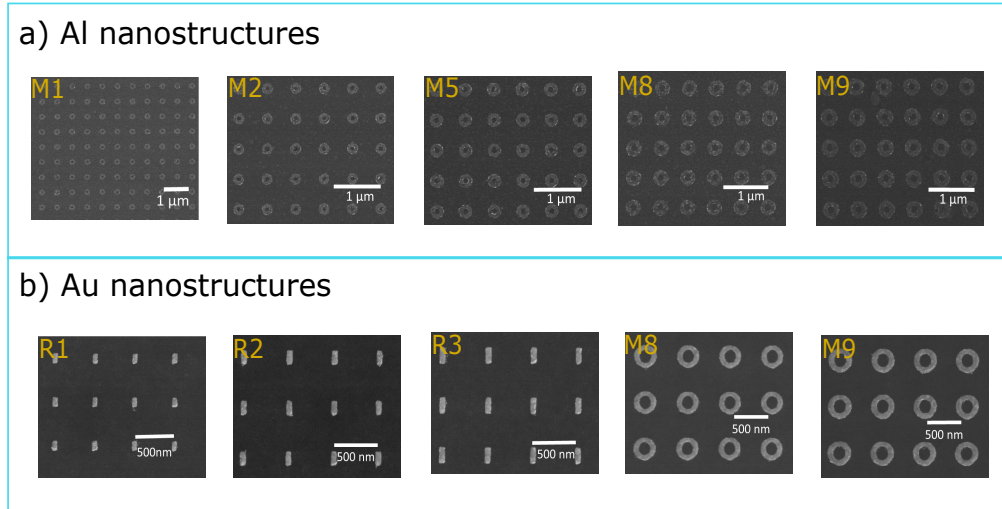 a) Al nanostructures
M1
M2
M5
M8
M9
1 µm
1 µm
1 µm
1 µm
1 µm
b) Au nanostructures
R1
R2
R3
M8
M9
500nm
500 nm
500 nm
500 nm
500 nm